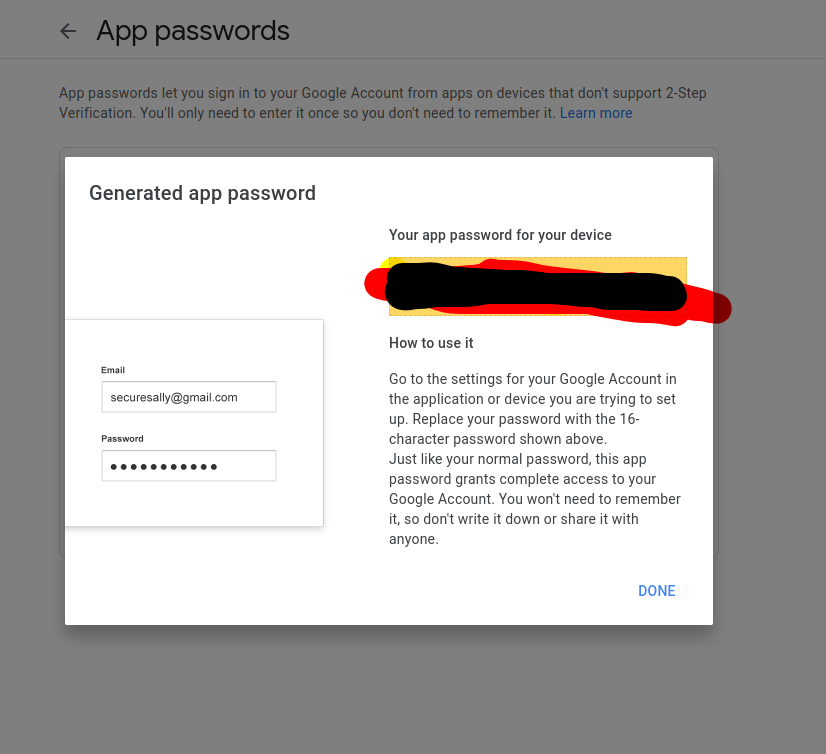 App passwords
App passwords let you sign in to your Google Account from apps on devices that don't support 2-Step
Verification. You'll only need to enter it once so you don't need to remember it. Learn more
Generated app password
Email
securesally@gmail.com
Password
Your app password for your device
How to use it
Go to the settings for your Google Account in
the application or device you are trying to set
up. Replace your password with the 16-
character password shown above.
Just like your normal password, this app
password grants complete access to your
Google Account. You won't need to remember
it, so don't write it down or share it with
anyone.
DONE